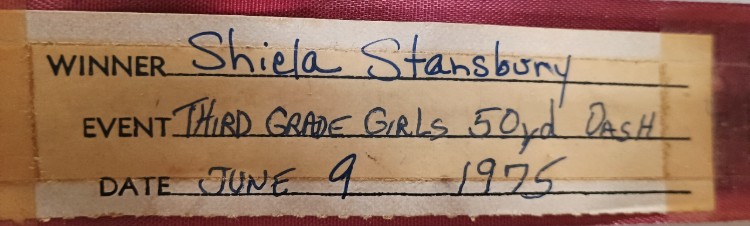 WINNER Shiela Stansbury
EVENT THIRD GRADE GIRLS 50yd DASH
DATE JUNE 9 1975